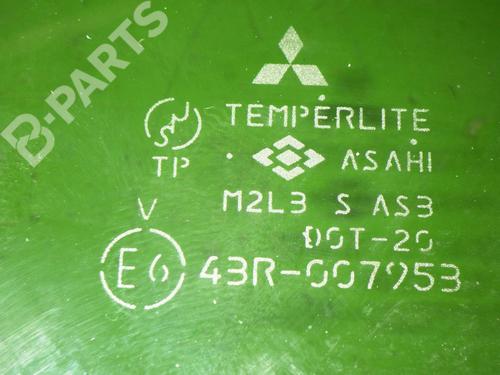 B-PARTS
TEMPERLITE
TP
ASAHI
M2L3 S AS3
V
DOT-20
E6
43R-007953